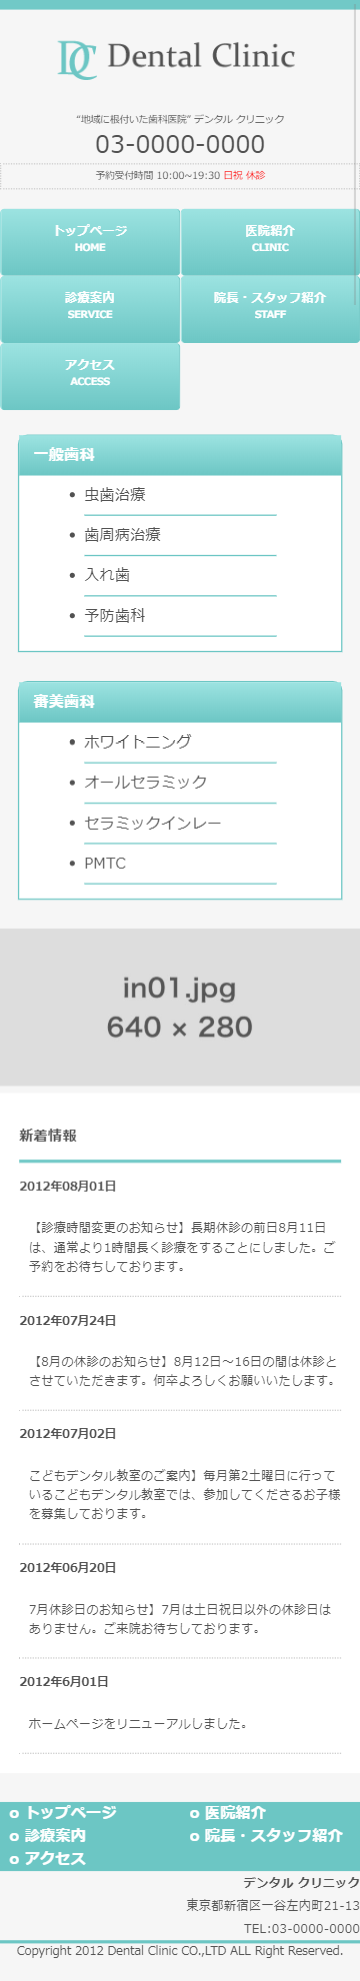 DC Dental Clinic
“地域に根付いた歯科医院” デンタル クリニック
03-0000-0000
予約受付時間 10:00~19:30 日祝 休診
トップページ
HOME
医院紹介
CLINIC
診療案内
SERVICE
院長・スタッフ紹介
STAFF
アクセス
ACCESS
一般歯科
• 虫歯治療
• 歯周病治療
• 入れ歯
• 予防歯科
審美歯科
• ホワイトニング
• オールセラミック
• セラミックインレー
• PMTC
in01.jpg
640 × 280
新着情報
2012年08月01日
【診療時間変更のお知らせ】長期休診の前日8月11日
は、通常より1時間長く診療をすることにしました。ご
予約をお待ちしております。
2012年07月24日
【8月の休診のお知らせ】8月12日～16日の間は休診と
させていただきます。何卒よろしくお願いいたします。
2012年07月02日
こどもデンタル教室のご案内】毎月第2土曜日に行って
いるこどもデンタル教室では、参加してくださるお子様
を募集しております。
2012年06月20日
7月休診日のお知らせ】7月は土日祝日以外の休診日は
ありません。ご来院お待ちしております。
2012年6月01日
ホームページをリニューアルしました。
o トップページ
o 医院紹介
o 診療案内
o 院長・スタッフ紹介
o アクセス
デンタル クリニック
東京都新宿区一谷左内町21-13
TEL:03-0000-0000
Copyright 2012 Dental Clinic CO.,LTD ALL Right Reserved.